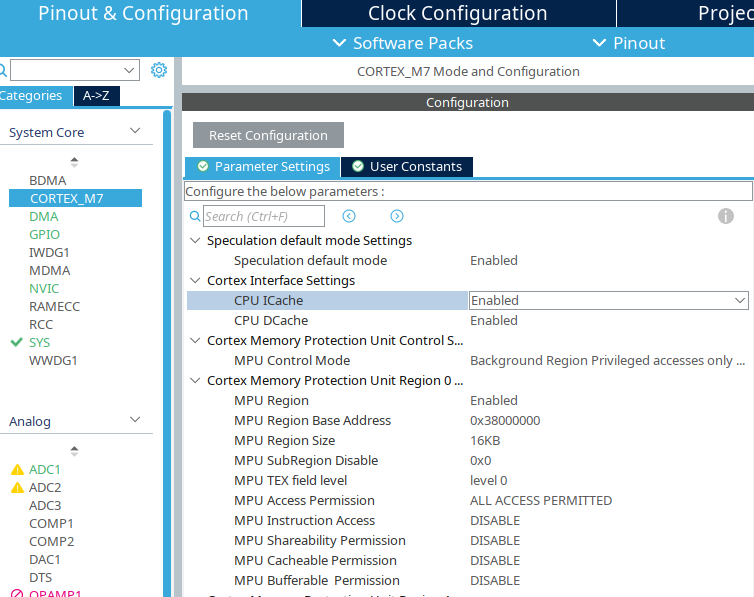 Pinout & Configuration
Clock Configuration
Projec
Software Packs
Pinout
Categories
A->Z
System Core
BDMA
CORTEX_M7
DMA
GPIO
IWDG1
MDMA
NVIC
RAMECC
RCC
SYS
WWDG1
Analog
ADC1
ADC2
ADC3
COMP1
COMP2
DAC1
DTS
OPAMP1
CORTEX_M7 Mode and Configuration
Configuration
Reset Configuration
Parameter Settings
User Constants
Configure the below parameters :
Search (Ctrl+F)
Speculation default mode Settings
Speculation default mode Enabled
Cortex Interface Settings
CPU ICache Enabled
CPU DCache Enabled
Cortex Memory Protection Unit Control S...
MPU Control Mode Background Region Privileged accesses only ...
Cortex Memory Protection Unit Region 0 ...
MPU Region Enabled
MPU Region Base Address 0x38000000
MPU Region Size 16KB
MPU SubRegion Disable 0x0
MPU TEX field level level 0
MPU Access Permission ALL ACCESS PERMITTED
MPU Instruction Access DISABLE
MPU Shareability Permission DISABLE
MPU Cacheable Permission DISABLE
MPU Bufferable Permission DISABLE